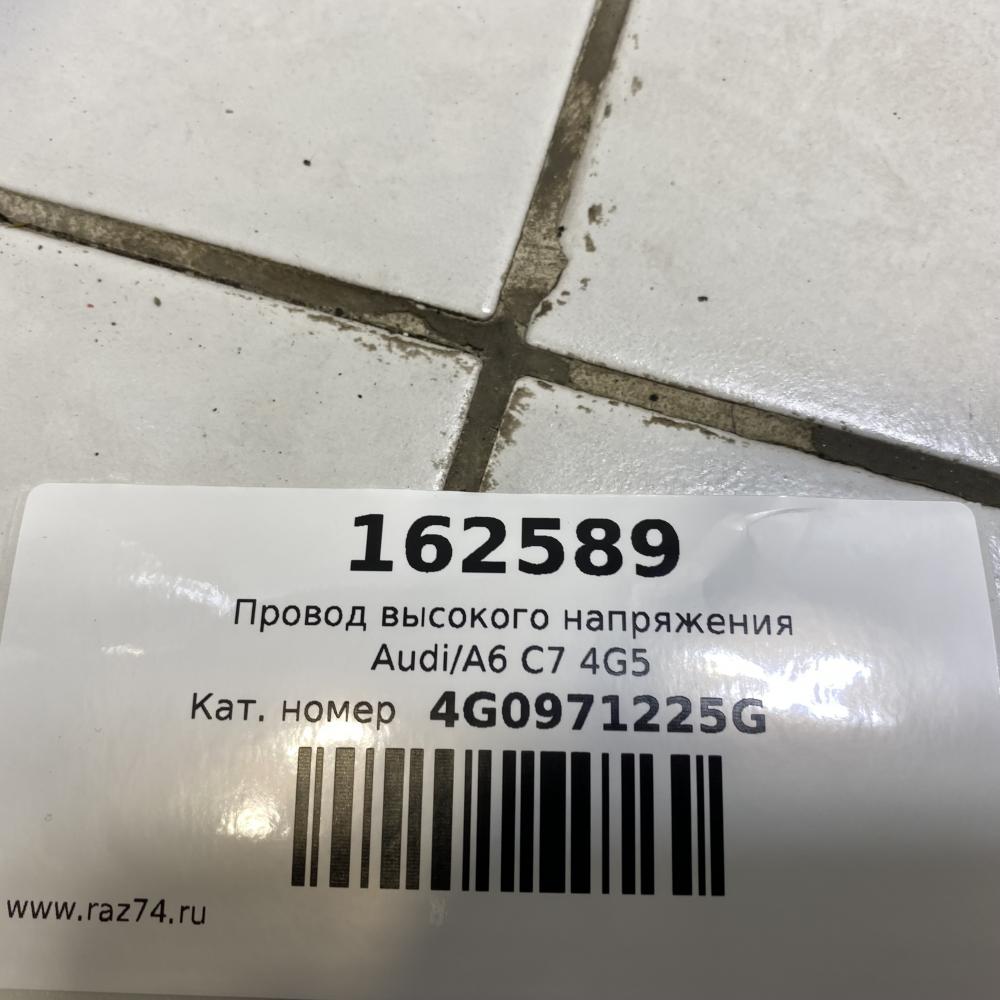 162589
Провод высокого напряжения
Audi/A6 C7 4G5
Кат. номер 4G0971225G
www.raz74.ru